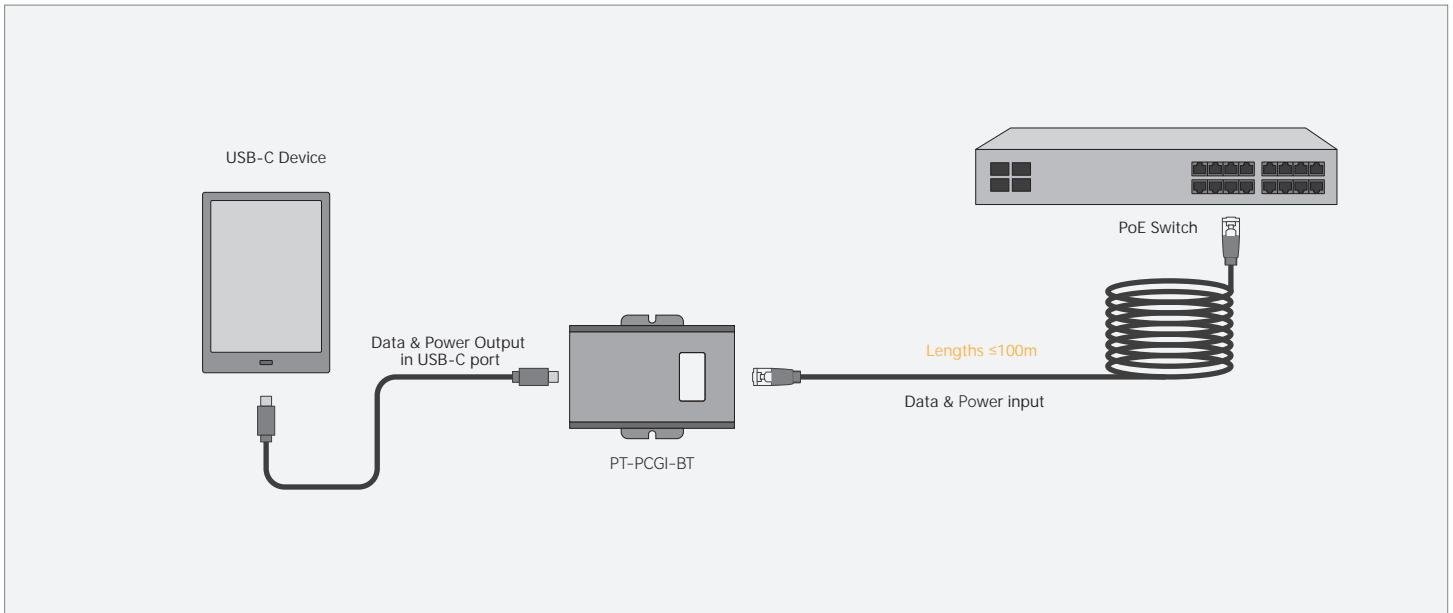 USB-C Device
PoE Switch
Data & Power Output
in USB-C port
Lengths ≤100m
Data & Power input
PT-PCGI-BT